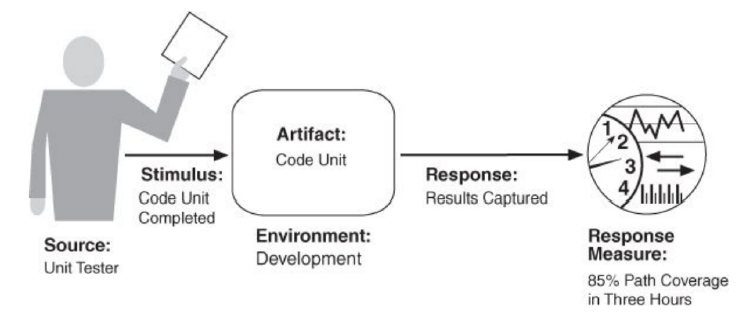 Artifact:
Code Unit
Stimulus:
Code Unit
Completed
Response:
Results Captured
1
2
3
4
Source:
Unit Tester
Environment:
Development
Response
Measure:
85% Path Coverage
in Three Hours